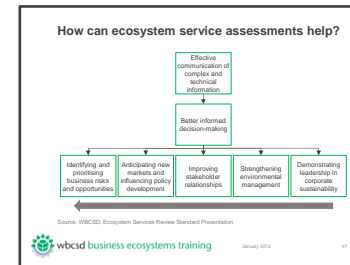 How can ecosystem service assessments help?
Effective
communication of
complex and
technical
information
Better informed
decision-making
Identifying and
prioritising
business risks
and opportunities
Anticipating new
markets and
influencing policy
development
Improving
stakeholder
relationships
Strengthening
environmental
management
Demonstrating
leadership in
corporate
sustainability
Source: WBCSD, Ecosystem Services Review Standard Presentation
wbcsd business ecosystems training
January 2012
47